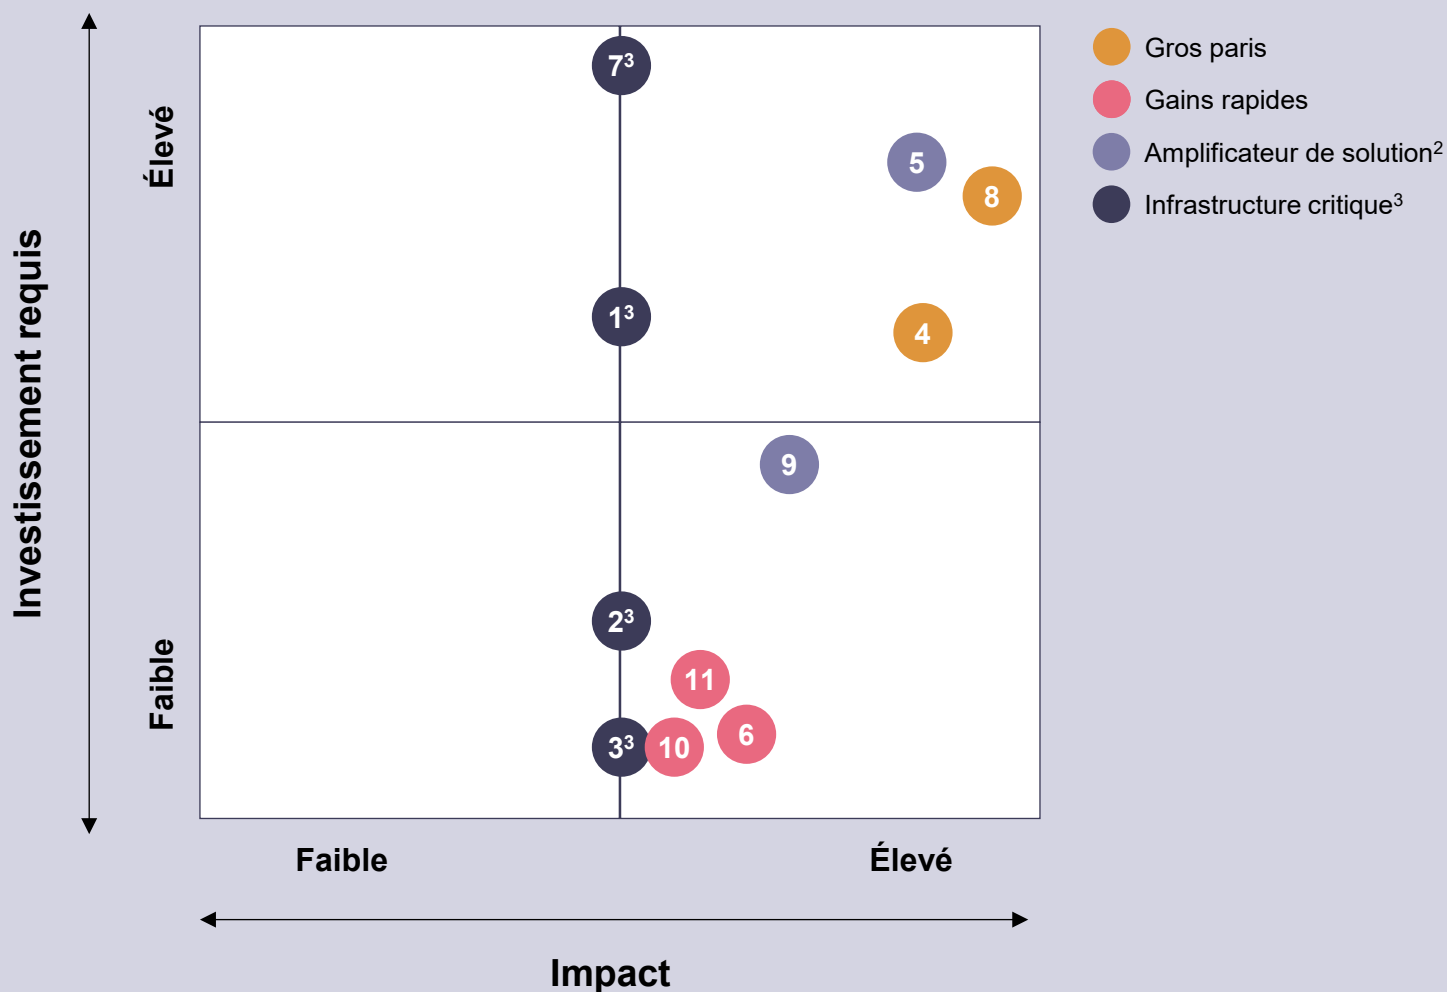 Gros paris
Gains rapides
Amplificateur de solution²
Infrastructure critique³
Investissement requis
Élevé
Faible
7³
5
8
1³
4
9
2³
11
6
3³
10
Faible
Élevé
Impact